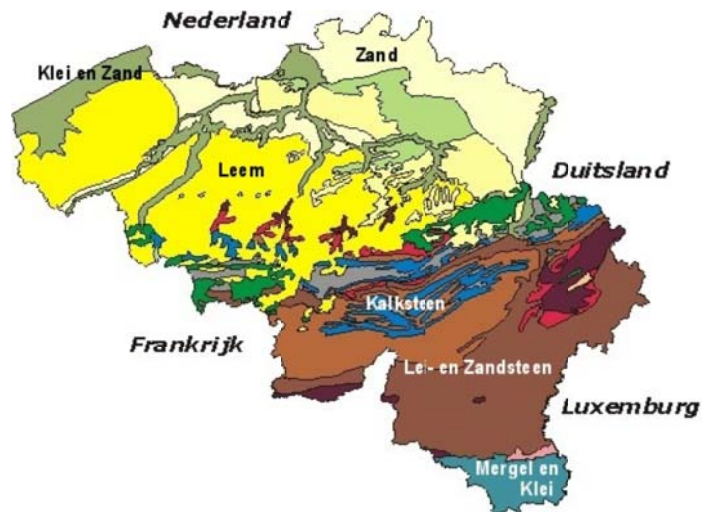 Nederland
Zand
Klei en Zand
Leem
Duitsland
Kalksteen
Frankrijk
Lei- en Zandsteen
Luxemburg
Mergel en
Klei